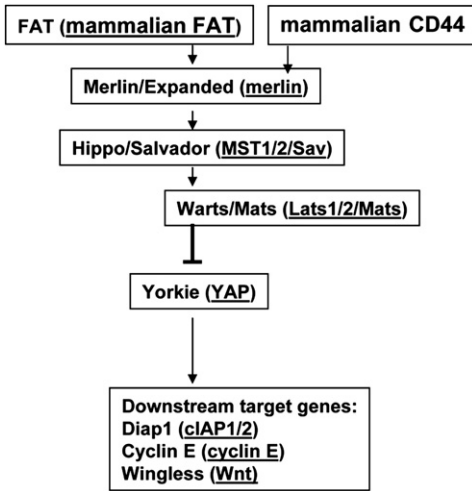 FAT (mammalian FAT)
mammalian CD44
Merlin/Expanded (merlin)
Hippo/Salvador (MST1/2/Sav)
Warts/Mats (Lats1/2/Mats)
Yorkie (YAP)
Downstream target genes:
Diap1 (cIAP1/2)
Cyclin E (cyclin E)
Wingless (Wnt)